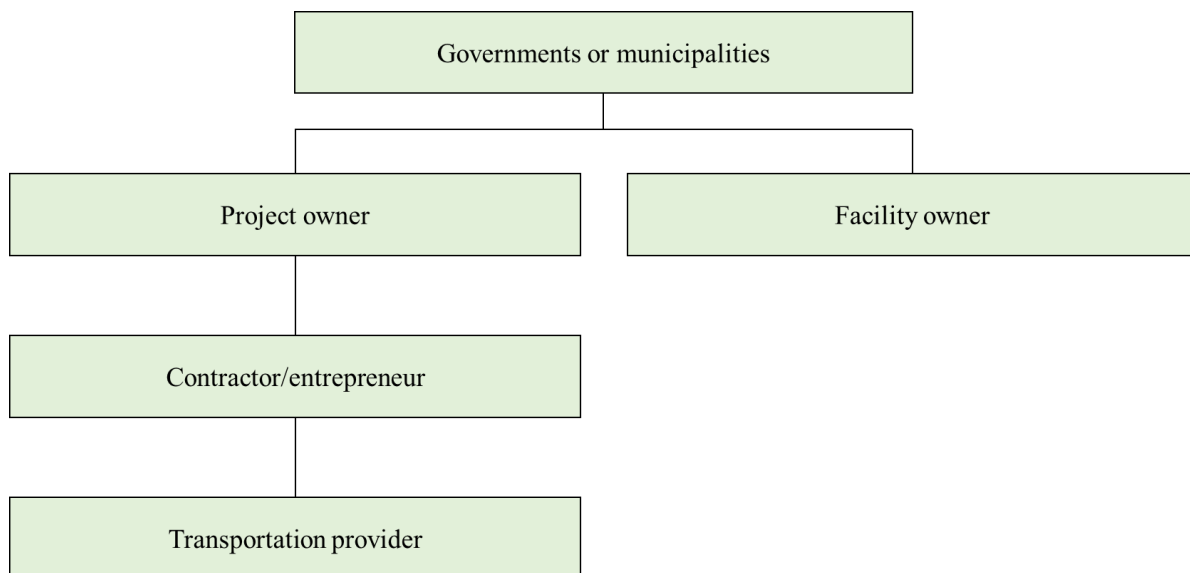 Governments or municipalities
Project owner
Facility owner
Contractor/entrepreneur
Transportation provider